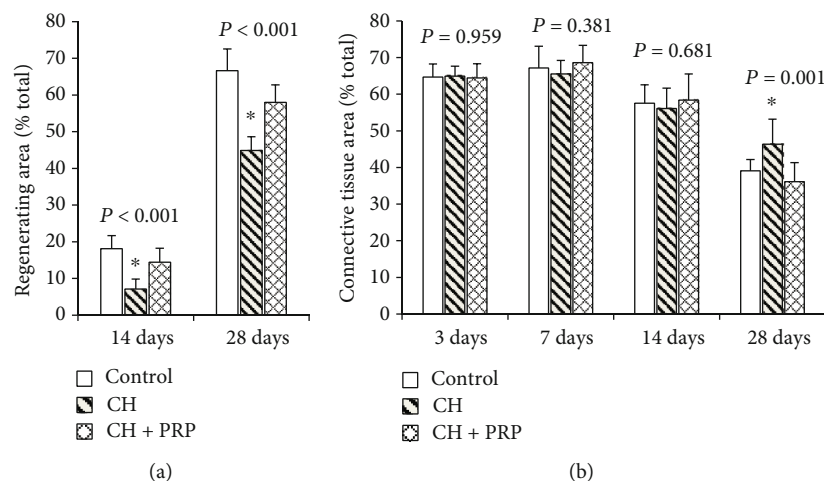 80
70
60
50
40
30
20
10
0
Regenerating area (% total)
P < 0.001
*
P < 0.001
*
14 days
28 days
Control
CH
CH + PRP
(a)
80
70
60
50
40
30
20
10
0
Connective tissue area (% total)
P = 0.959
P = 0.381
P = 0.681
P = 0.001
*
3 days
7 days
14 days
28 days
Control
CH
CH + PRP
(b)